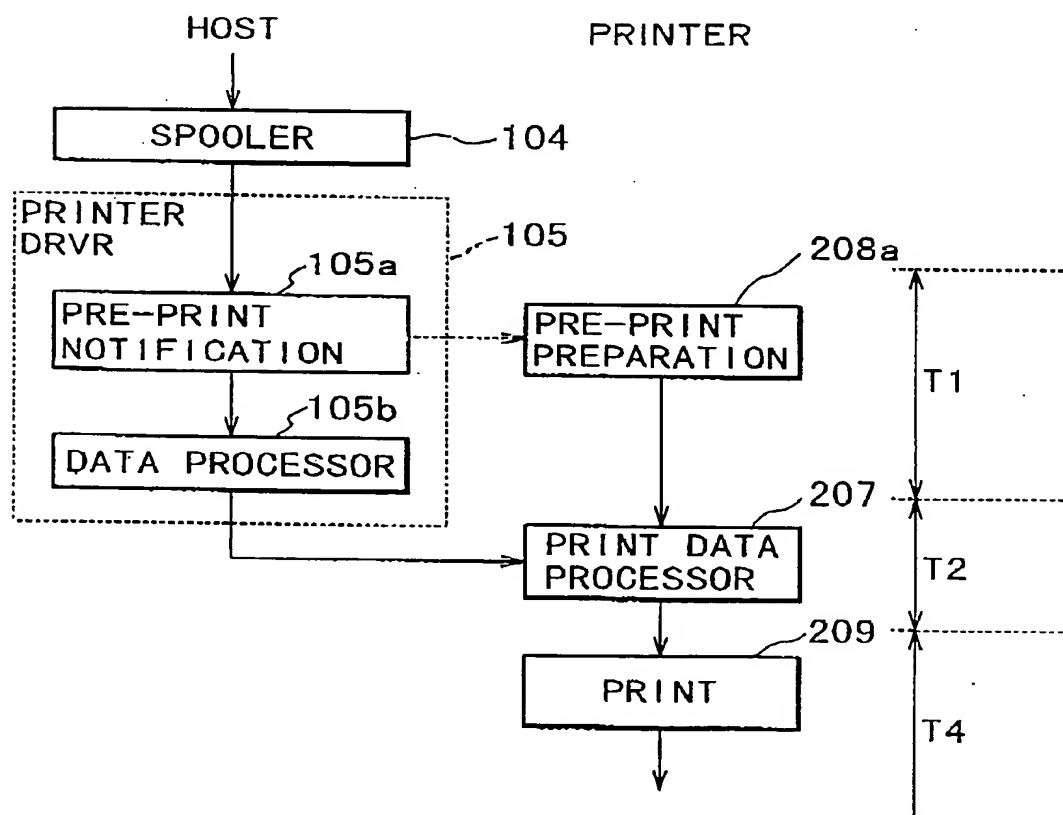 HOST
PRINTER
SPOOLER
104
PRINTER
DRVR
105
105a
208a
PRE-PRINT
NOTIFICATION
PRE-PRINT
PREPARATION
T1
105b
DATA PROCESSOR
207
PRINT DATA
PROCESSOR
T2
209
PRINT
T4